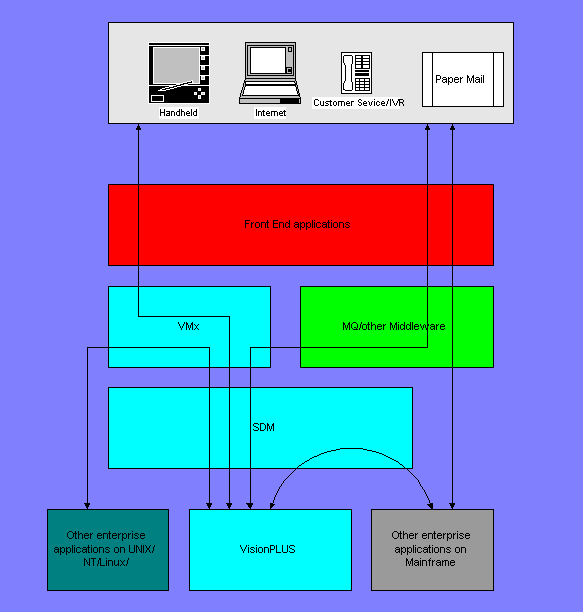 Paper Mail
Handheld
Internet
Customer Sevice/IVR
Front End applications
VMx
MQ/other Middleware
SDM
Other enterprise
applications on UNIX/
NT/Linux/
VisionPLUS
Other enterprise
applications on
Mainframe